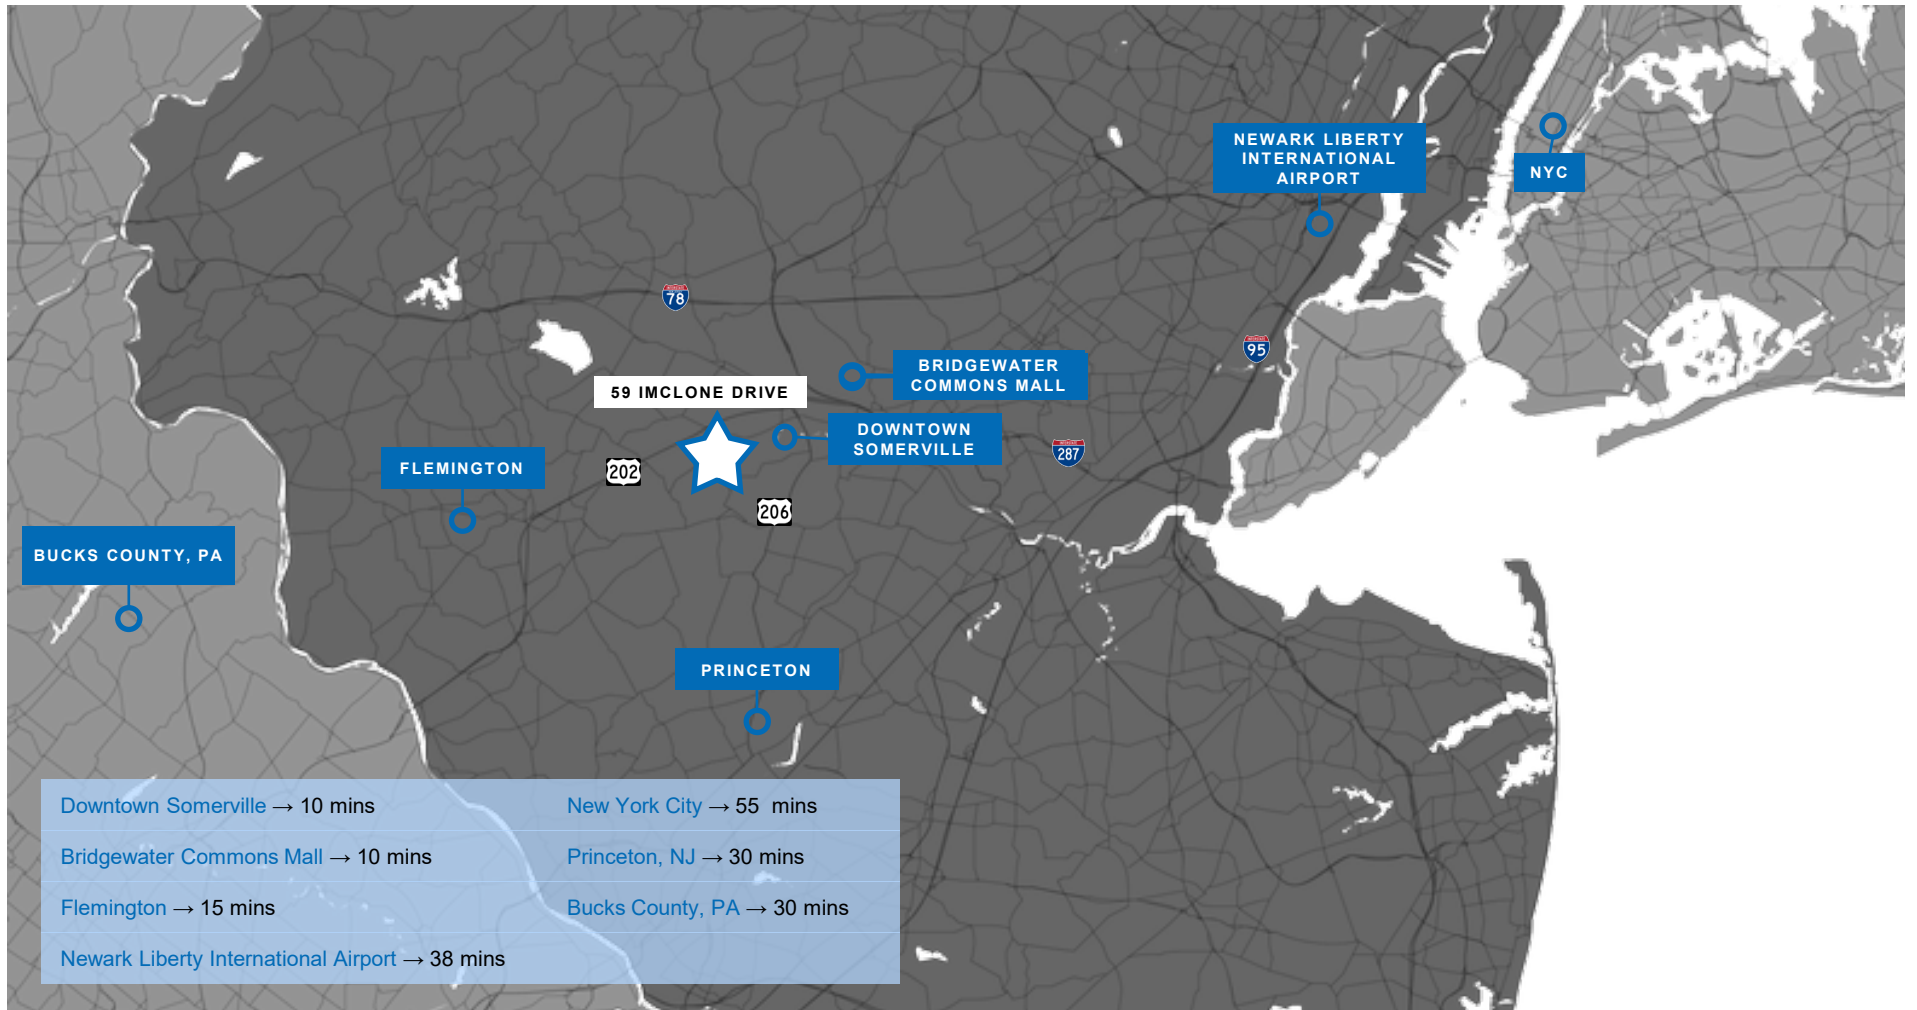 NEWARK LIBERTY
INTERNATIONAL
AIRPORT
NYC
78
95
BRIDGEWATER
COMMONS MALL
59 IMCLONE DRIVE
DOWNTOWN
SOMERVILLE
287
FLEMINGTON
202
206
BUCKS COUNTY, PA
PRINCETON
Downtown Somerville → 10 mins
New York City → 55 mins
Bridgewater Commons Mall → 10 mins
Princeton, NJ → 30 mins
Flemington → 15 mins
Bucks County, PA → 30 mins
Newark Liberty International Airport → 38 mins